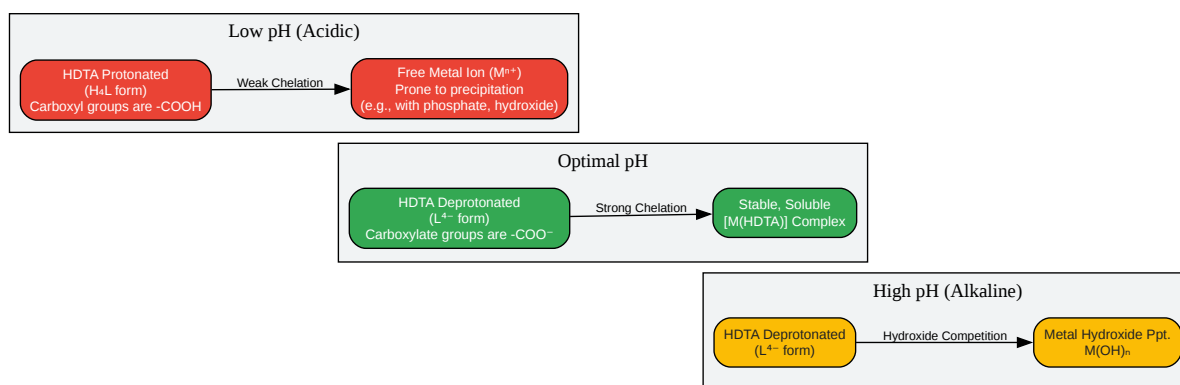 Low pH (Acidic)
HDTA Protonated
(H₄L form)
Carboxyl groups are -COOH
Weak Chelation
Free Metal Ion (Mⁿ⁺)
Prone to precipitation
(e.g., with phosphate, hydroxide)
Optimal pH
HDTA Deprotonated
(L⁴⁻ form)
Carboxylate groups are -COO⁻
Strong Chelation
Stable, Soluble
[M(HDTA)] Complex
High pH (Alkaline)
HDTA Deprotonated
(L⁴⁻ form)
Hydroxide Competition
Metal Hydroxide Ppt.
M(OH)ₙ